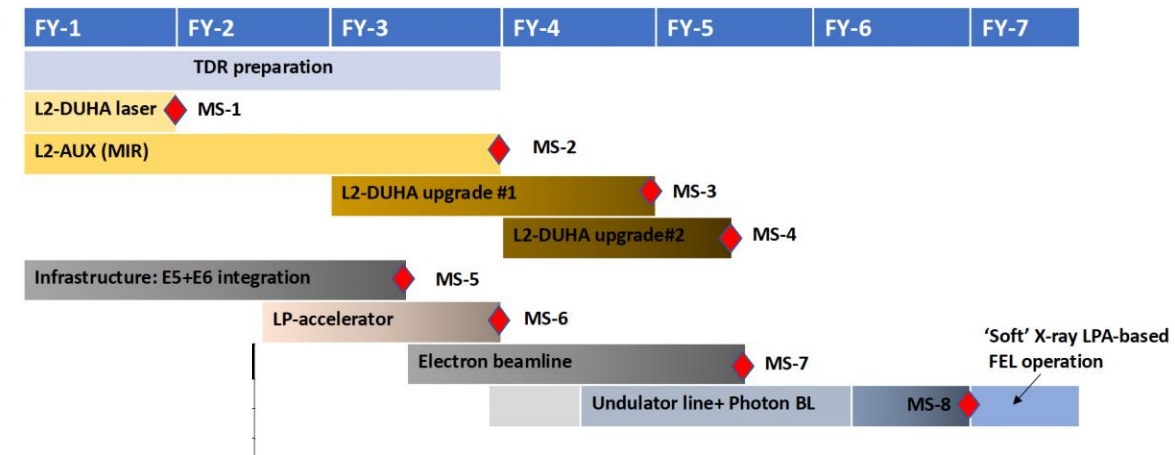 FY-1 FY-2 FY-3 FY-4 FY-5 FY-6 FY-7
TDR preparation
L2-DUHA laser MS-1
L2-AUX (MIR) MS-2
L2-DUHA upgrade #1 MS-3
L2-DUHA upgrade#2 MS-4
Infrastructure: E5+E6 integration MS-5
LP-accelerator MS-6
‘Soft’ X-ray LPA-based
FEL operation
Electron beamline MS-7
Undulator line+ Photon BL MS-8